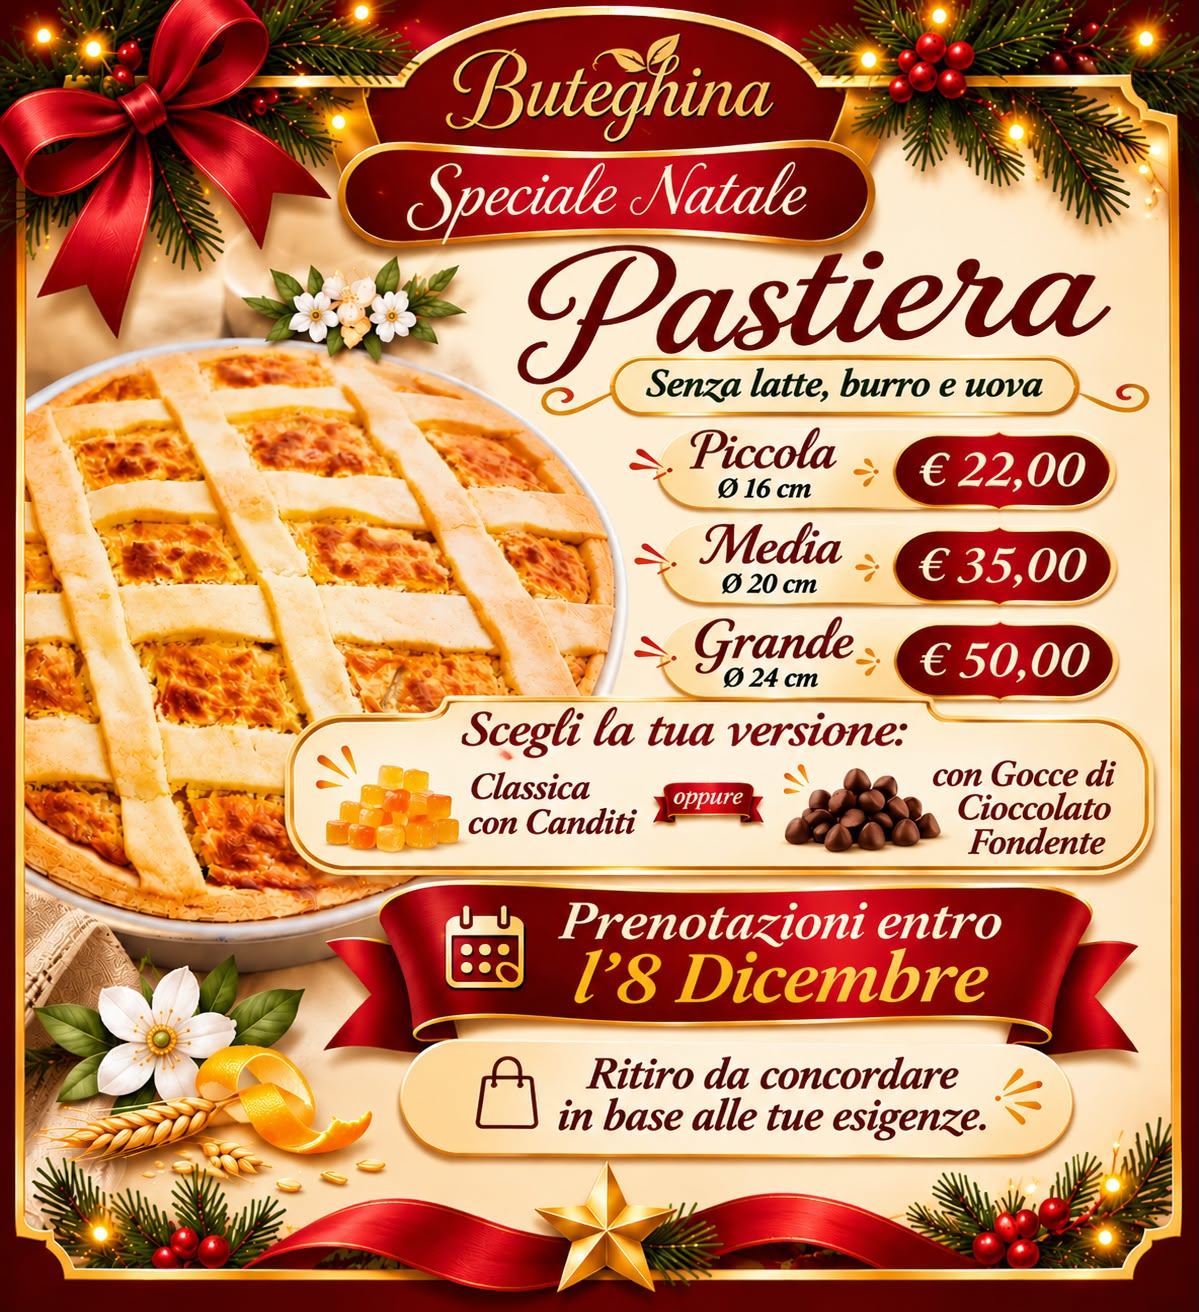 Buteghina
Speciale Natale
Pastiera
Senza latte, burro e uova
Piccola
Ø 16 cm
€ 22,00
Media
Ø 20 cm
€ 35,00
Grande
Ø 24 cm
€ 50,00
Scegli la tua versione:
Classica
con Canditi
oppure
con Gocce di
Cioccolato
Fondente
Prenotazioni entro
l'8 Dicembre
Ritiro da concordare
in base alle tue esigenze.